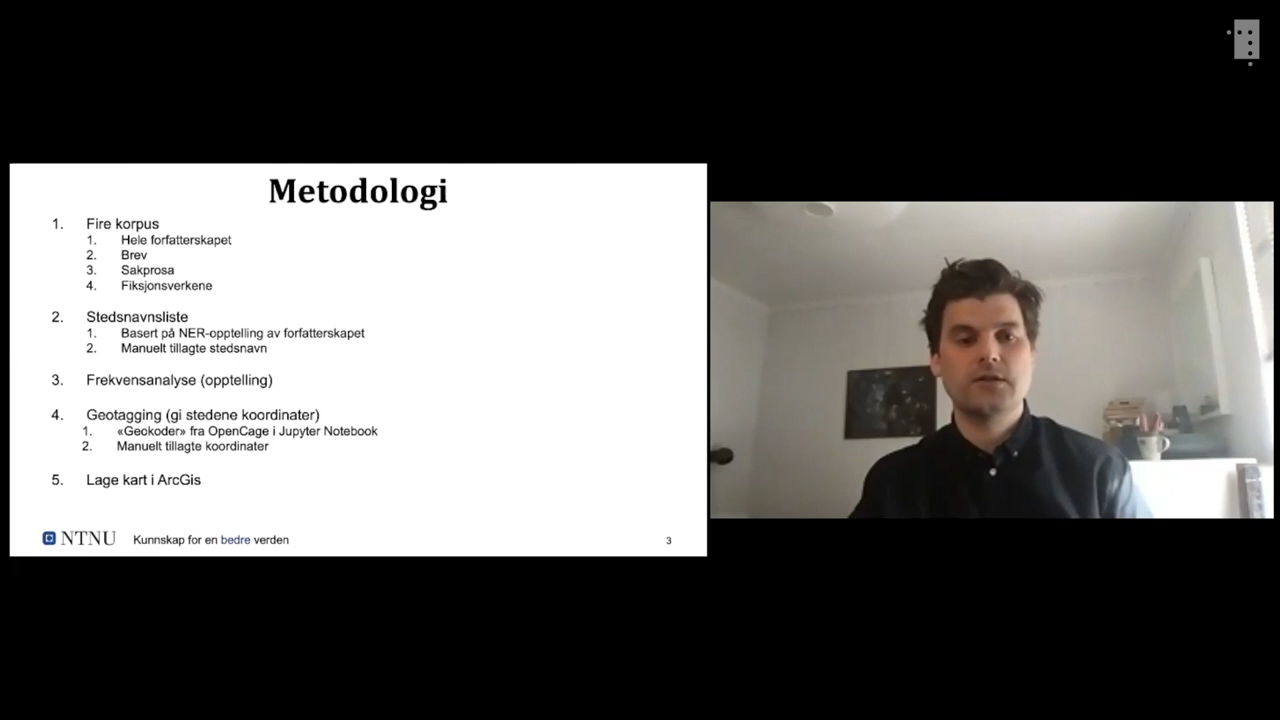 Metodologi
1. Fire korpus
1. Hele forfatterskapet
2. Brev
3. Sakprosa
4. Fiksjonsverkene
2. Stedsnavnsliste
1. Basert på NER-opptelling av forfatterskapet
2. Manuelt tillagte stedsnavn
3. Frekvensanalyse (opptelling)
4. Geotagging (gi stedene koordinater)
1. «Geokoder» fra OpenCage i Jupyter Notebook
2. Manuelt tillagte koordinater
5. Lage kart i ArcGis
NTNU Kunnskap for en bedre verden 3